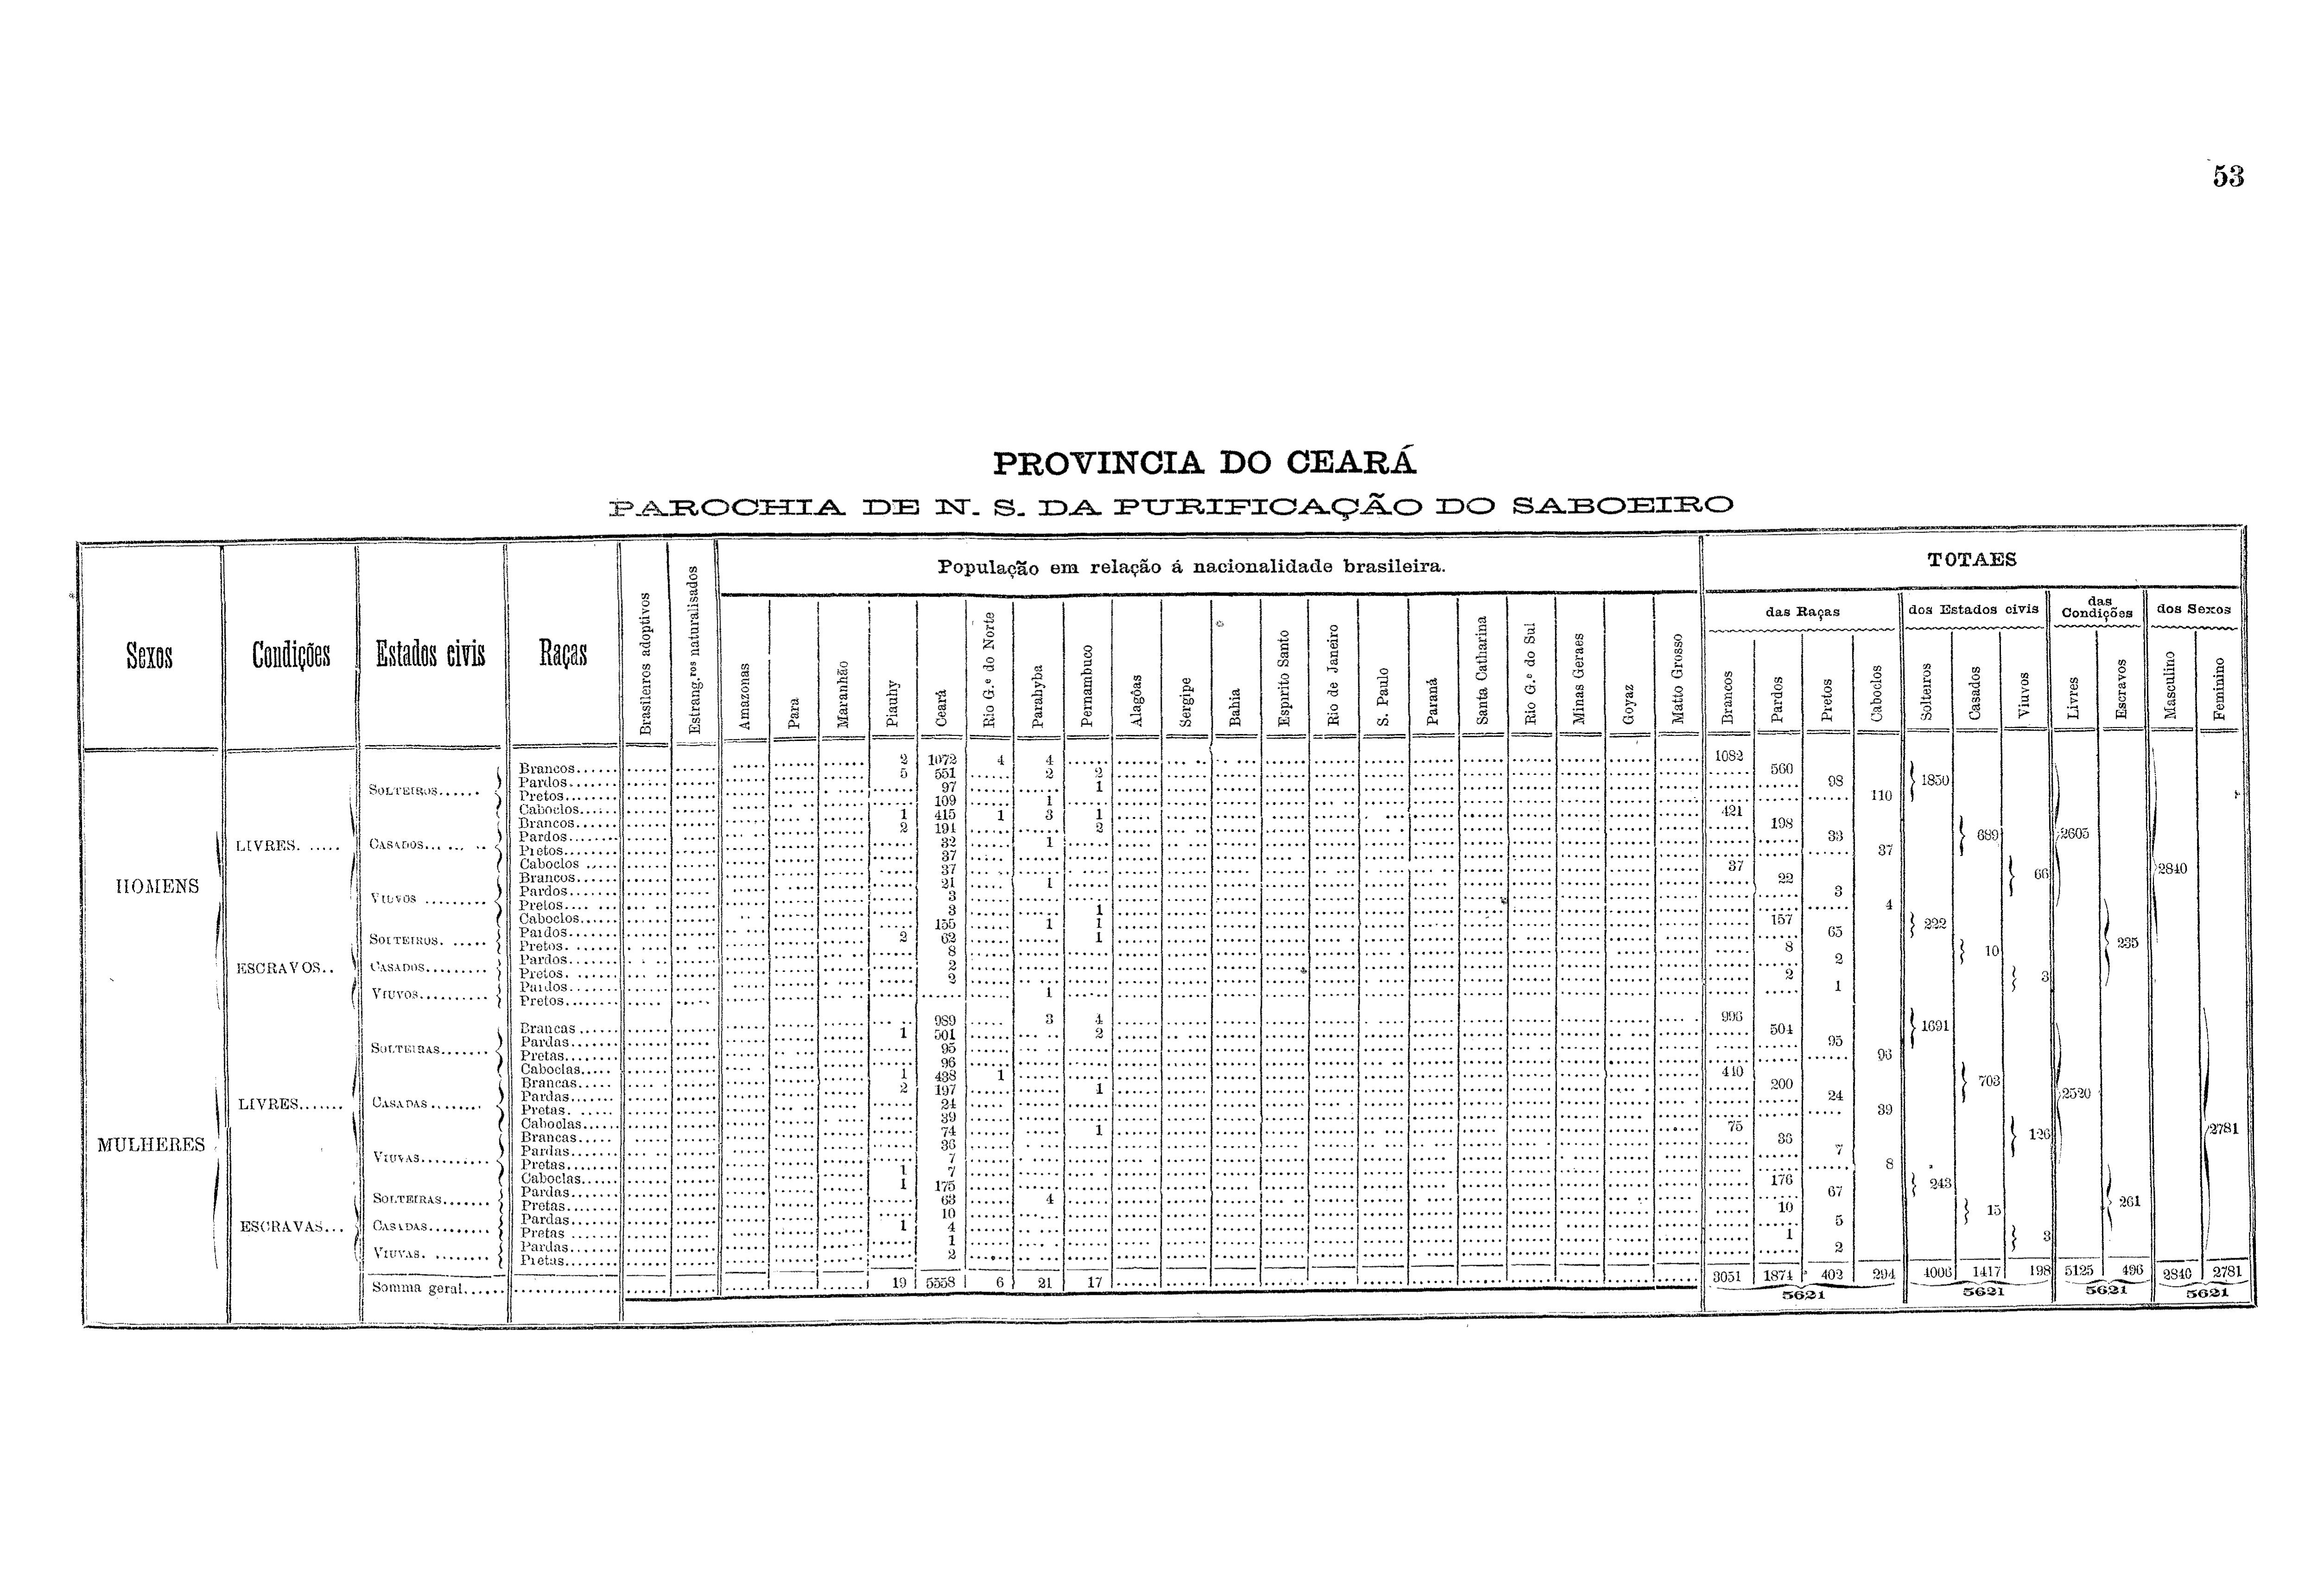 53
PROVINCIA DO CEARÁ
PAROCHIA DE N. S. DA PURIFICAÇÃO DO SABOEIRO
Sexos Condições Estados civis Raças Brasileiros adoptivos Estrang.ros naturalisados População em relação á nacionalidade brasileira. TOTAES
das Raças dos Estados civis das Condições dos Sexos
Amazonas Para Maranhão Piauhy Ceará Rio G.e do Norte Parahyba Pernambuco Alagôas Sergipe Bahia Espirito Santo Rio de Janeiro S. Paulo Paraná Santa Catharina Rio G.e do Sul Minas Geraes Goyaz Matto Grosso Brancos Pardos Pretos Caboclos Solteiros Casados Viuvos Livres Escravos Masculino Feminino
HOMENS
LIVRES
SOLTEIROS 1850
Brancos 2 1072 4 4 1082
Pardos 5 551 2 2 560
Pretos 97 1 98
Caboclos 109 1 110
CASADOS 689 2605
Brancos 1 415 1 3 1 421
Pardos 2 194 2 198
Pretos 32 1 33
Caboclos 37 37
VIUVOS 66 2840
Brancos 37 37
Pardos 21 1 22
Pretos 3 3
Caboclos 3 1 4
ESCRAVOS 235
SOLTEIROS 222
Pardos 155 1 1 157
Pretos 2 62 1 65
CASADOS 10
Pardos 8 8
Pretos 2 2
VIUVOS 3
Pardos 2 2
Pretos 1 1
MULHERES 2781
LIVRES 2520
SOLTEIRAS 1691
Brancas 989 3 4 996
Pardas 1 501 2 504
Pretas 95 95
Caboclas 96 96
CASADAS 703
Brancas 1 438 1 440
Pardas 2 197 1 200
Pretas 24 24
Caboclas 39 39
VIUVAS 126
Brancas 74 1 75
Pardas 36 36
Pretas 7 7
Caboclas 1 7 8
ESCRAVAS 261
SOLTEIRAS 243
Pardas 1 175 176
Pretas 63 4 67
CASADAS 15
Pardas 10 10
Pretas 1 4 5
VIUVAS 3
Pardas 1 1
Pretas 2 2
Somma geral 19 5558 6 21 17 3051 1874 402 294 4006 1417 198 5125 496 2840 2781
5621 5621 5621 5621